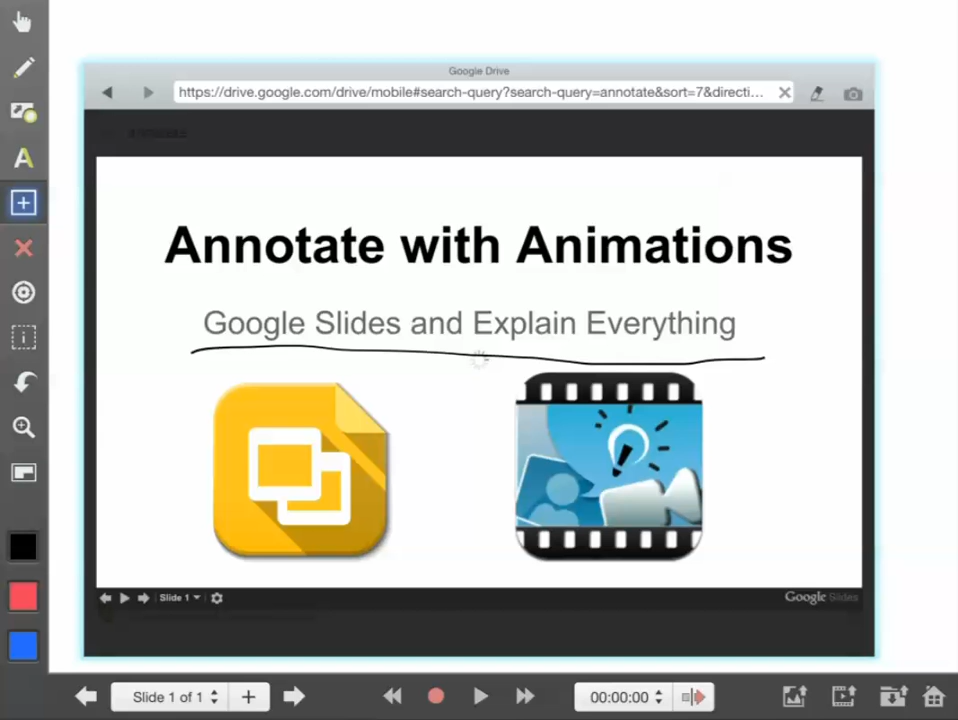 Google Drive
https://drive.google.com/drive/mobile#search-query?search-query=annotate&sort=7&directi...
Annotate with Animations
Google Slides and Explain Everything
Slide 1
Google Slides
A
Slide 1 of 1
00:00:00